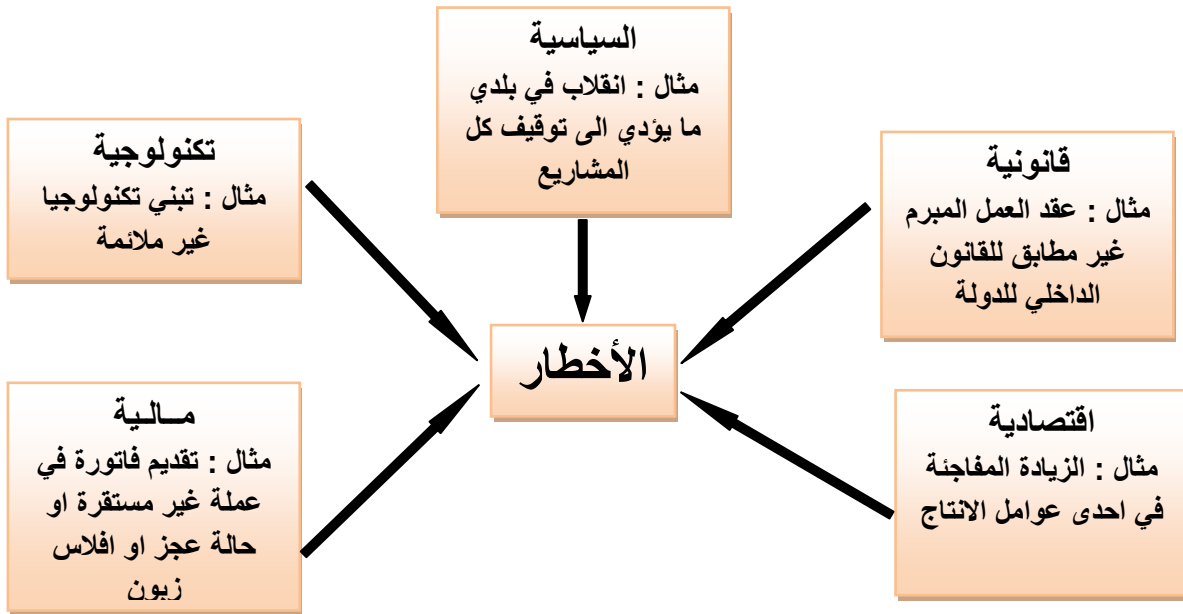 السياسية
مثال : انقلاب في بلدي
ما يؤدي الى توقيف كل
المشاريع
قانونية
مثال : عقد العمل المبرم
غير مطابق للقانون
الداخلي للدولة
تكنولوجية
مثال : تبني تكنولوجيا
غير ملائمة
الأخطار
اقتصادية
مثال : الزيادة المفاجئة
في احدى عوامل الانتاج
مــالـية
مثال : تقديم فاتورة في
عملة غير مستقرة او
حالة عجز او افلاس
زبون